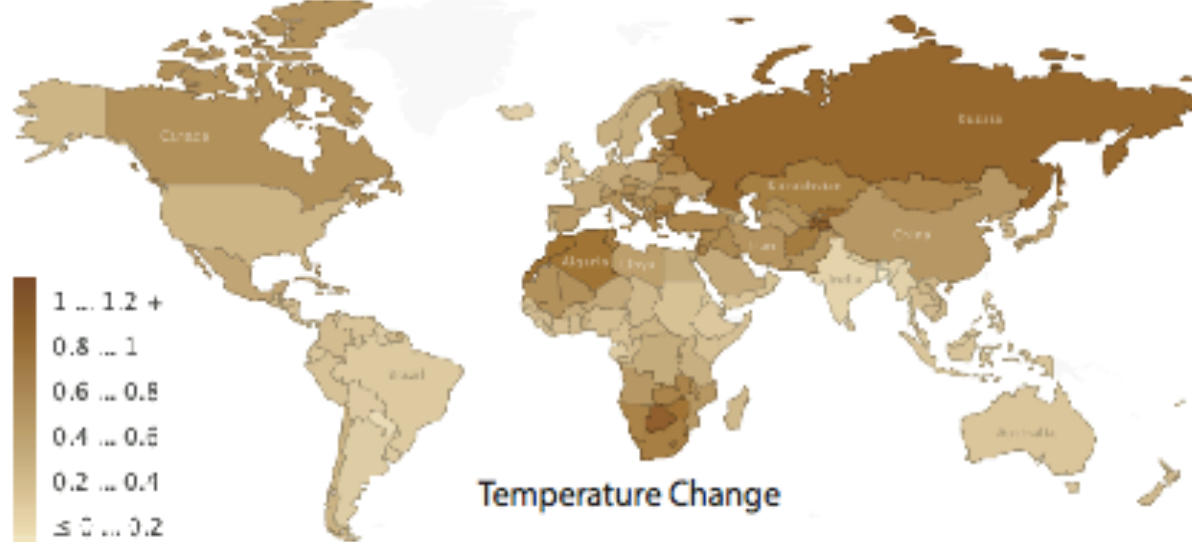 Canada
Russia
Kazakhstan
China
Iran
Algeria
Libya
India
Brazil
Australia
1 ... 1.2 +
0.8 ... 1
0.6 ... 0.8
0.4 ... 0.6
0.2 ... 0.4
≤ 0 ... 0.2
Temperature Change